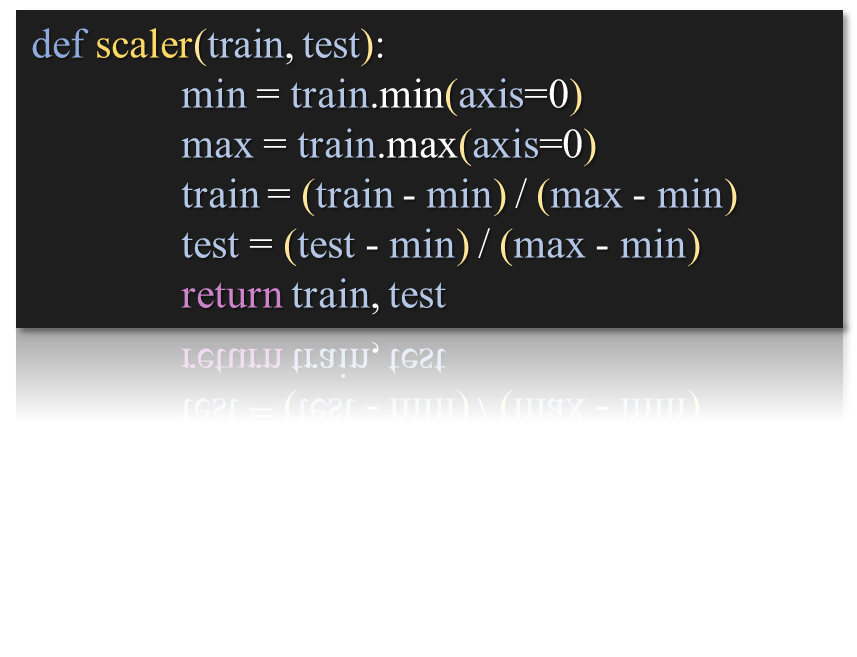 def scaler(train, test):
min = train.min(axis=0)
max = train.max(axis=0)
train = (train - min) / (max - min)
test = (test - min) / (max - min)
return train, test